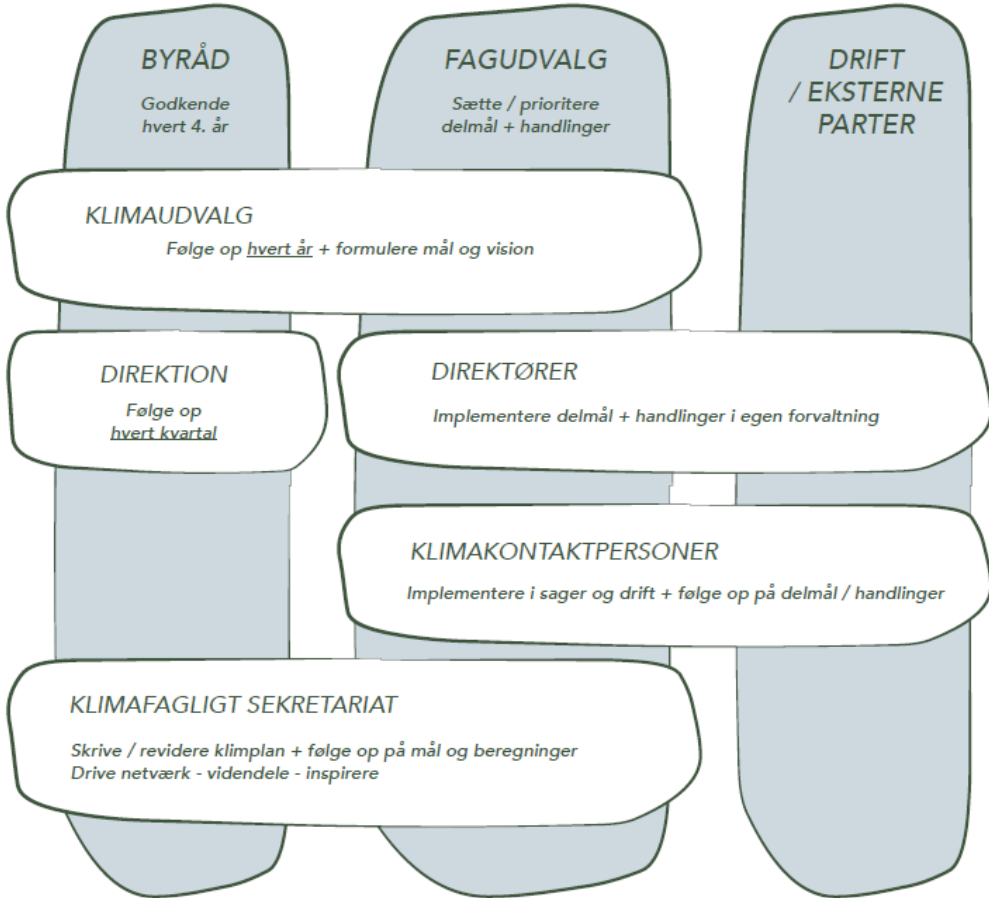 BYRÅD
Godkende
hvert 4. år
FAGUDVALG
Sætte / prioritere
delmål + handlinger
DRIFT
/ EKSTERNE
PARTER
KLIMAUDVALG
Følge op hvert år + formulere mål og vision
DIREKTION
Følge op
hvert kvartal
DIREKTØRER
Implementere delmål + handlinger i egen forvaltning
KLIMAKONTAKTPERSONER
Implementere i sager og drift + følge op på delmål / handlinger
KLIMAFAGLIGT SEKRETARIAT
Skrive / revidere klimplan + følge op på mål og beregninger
Drive netværk - videndele - inspirere